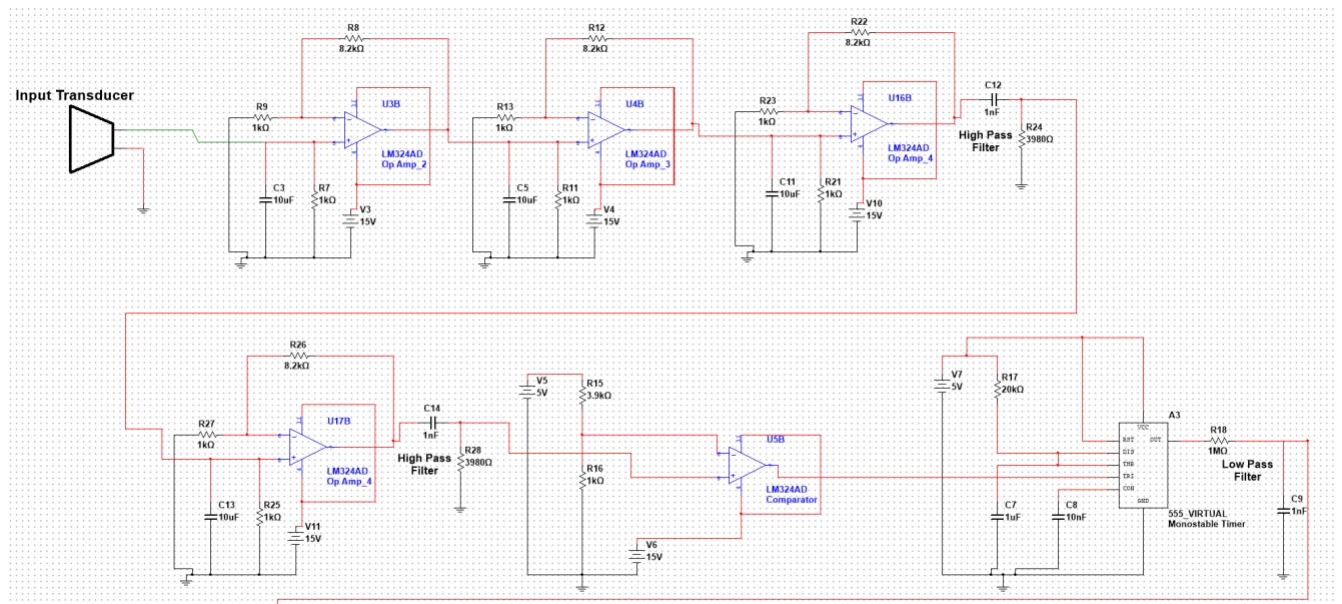 Input Transducer
R8
8.2kΩ
R9
1kΩ
U3B
LM324AD
Op Amp_2
C3
10uF
R7
1kΩ
V3
15V
R12
8.2kΩ
R13
1kΩ
U4B
LM324AD
Op Amp_3
C5
10uF
R11
1kΩ
V4
15V
R22
8.2kΩ
R23
1kΩ
U16B
LM324AD
Op Amp_4
C11
10uF
R21
1kΩ
V10
15V
C12
1nF
High Pass
Filter
R24
3980Ω
R26
8.2kΩ
R27
1kΩ
U17B
LM324AD
Op Amp_4
C13
10uF
R25
1kΩ
V11
15V
C14
1nF
High Pass
Filter
R28
3980Ω
V5
5V
R15
3.9kΩ
R16
1kΩ
U5B
LM324AD
Comparator
V6
15V
V7
5V
R17
20kΩ
C7
1uF
C8
10nF
A3
VCC
RST OUT
DIS
THR
TRI
CON
GND
555_VIRTUAL
Monostable Timer
R18
1MΩ
Low Pass
Filter
C9
1nF